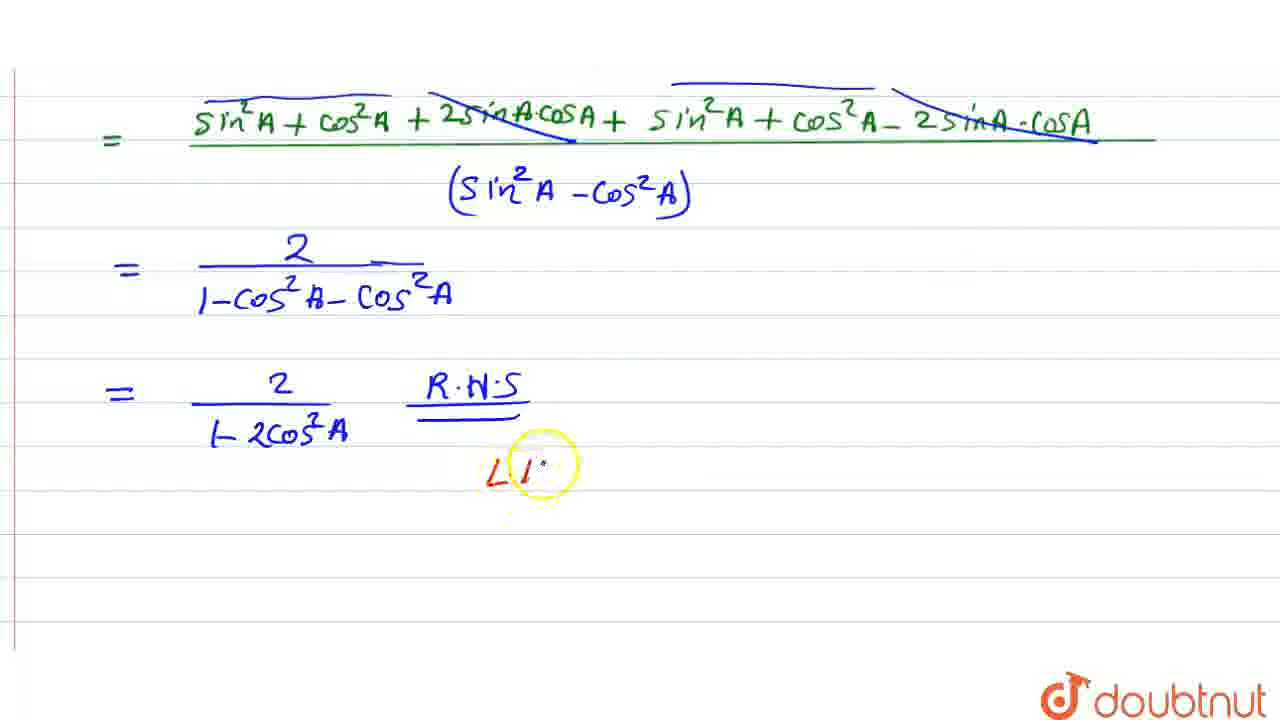 = sin²A + cos²A + 2sinA·cosA + sin²A + cos²A - 2sinA·cosA
(sin²A - cos²A)
= 2
1-cos²A - cos²A
= 2 R.H.S
1- 2cos²A
L
doubtnut